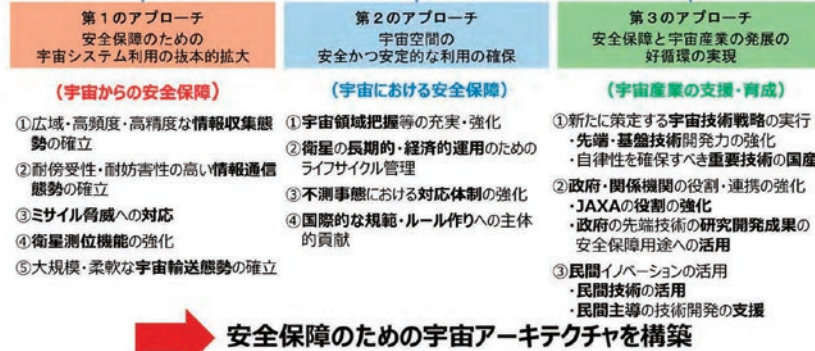 第1のアプローチ
安全保障のための
宇宙システム利用の抜本的拡大
(宇宙からの安全保障)
①広域・高頻度・高精度な情報収集態
勢の確立
②耐傍受性・耐妨害性の高い情報通信
態勢の確立
③ミサイル脅威への対応
④衛星測位機能の強化
⑤大規模・柔軟な宇宙輸送態勢の確立
第2のアプローチ
宇宙空間の
安全かつ安定的な利用の確保
(宇宙における安全保障)
①宇宙領域把握等の充実・強化
②衛星の長期的・経済的運用のための
ライフサイクル管理
③不測事態における対応体制の強化
④国際的な規範・ルール作りへの主体
的貢献
第3のアプローチ
安全保障と宇宙産業の発展の
好循環の実現
(宇宙産業の支援・育成)
①新たに策定する宇宙技術戦略の実行
・先端・基盤技術開発力の強化
・自律性を確保すべき重要技術の国産
②政府・関係機関の役割・連携の強化
・JAXAの役割の強化
・政府の先端技術の研究開発成果の
安全保障用途への活用
③民間イノベーションの活用
・民間技術の活用
・民間主導の技術開発の支援
安全保障のための宇宙アーキテクチャを構築